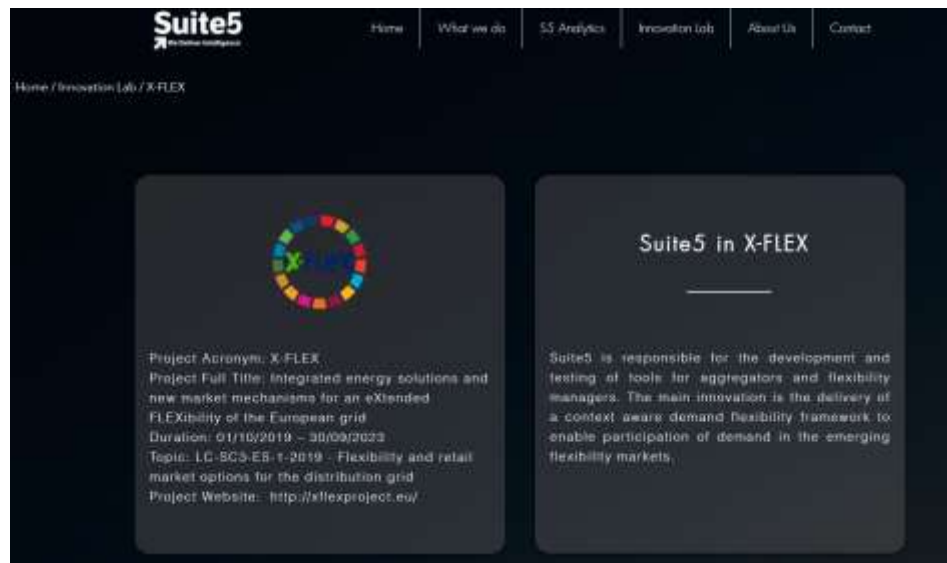 Suite5
We Deliver Intelligence
Home
What we do
S5 Analytics
Innovation Lab
About Us
Contact
Home / Innovation Lab / X-FLEX
X-FLEX
Project Acronym: X-FLEX
Project Full Title: Integrated energy solutions and
new market mechanisms for an eXtended
FLEXibility of the European grid
Duration: 01/10/2019 – 30/09/2023
Topic: LC-SC3-ES-1-2019 - Flexibility and retail
market options for the distribution grid
Project Website: http://xflexproject.eu/
Suite5 in X-FLEX
Suite5 is responsible for the development and
testing of tools for aggregators and flexibility
managers. The main innovation is the delivery of
a context aware demand flexibility framework to
enable participation of demand in the emerging
flexibility markets.